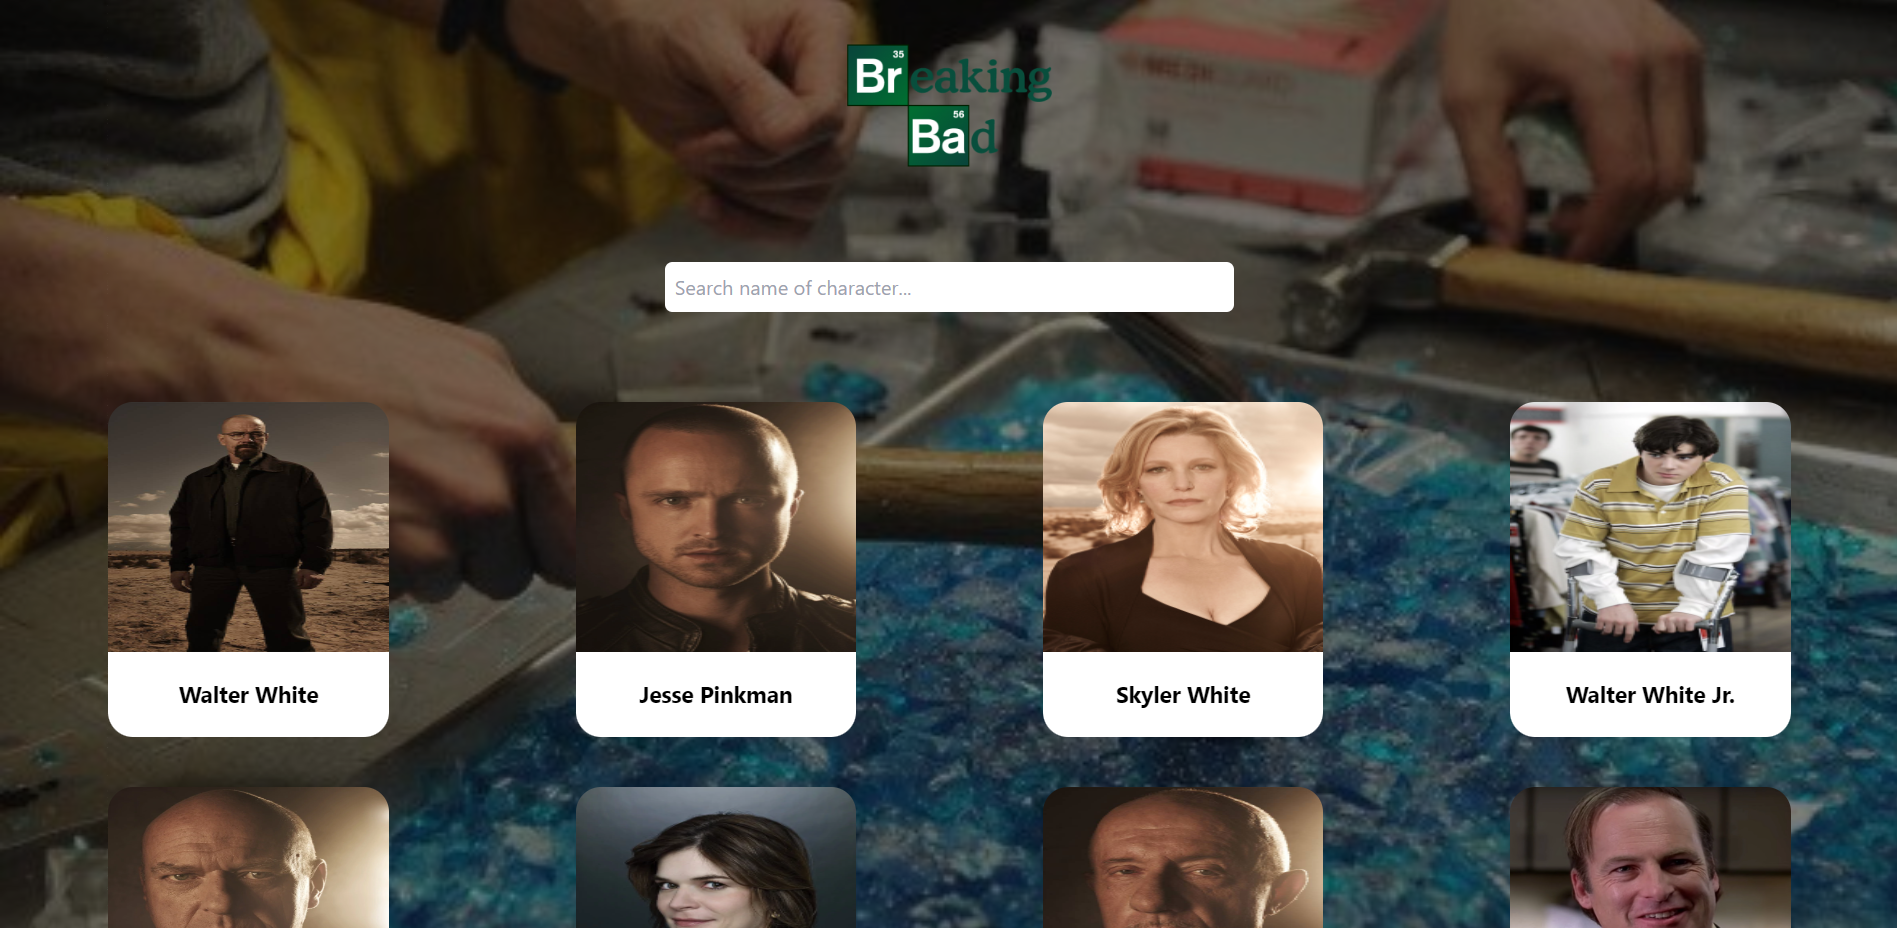 35
Breaking
56
Bad
Search name of character...
Walter White
Jesse Pinkman
Skyler White
Walter White Jr.